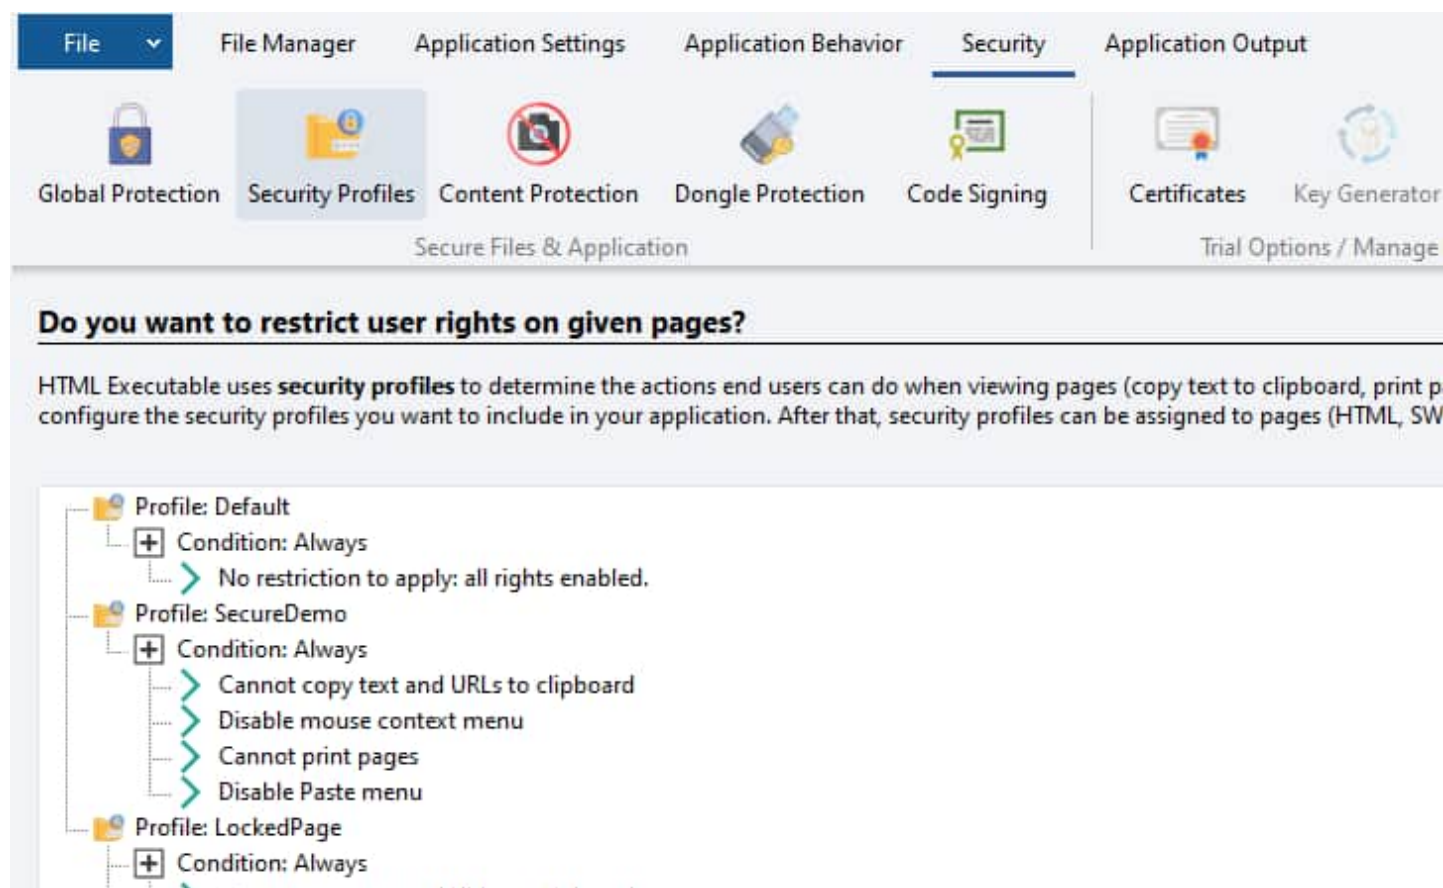 File File Manager Application Settings Application Behavior Security Application Output
Global Protection Security Profiles Content Protection Dongle Protection Code Signing Certificates Key Generator
Secure Files & Application Trial Options / Manage
Do you want to restrict user rights on given pages?
HTML Executable uses security profiles to determine the actions end users can do when viewing pages (copy text to clipboard, print p
configure the security profiles you want to include in your application. After that, security profiles can be assigned to pages (HTML, SW
Profile: Default
Condition: Always
No restriction to apply: all rights enabled.
Profile: SecureDemo
Condition: Always
Cannot copy text and URLs to clipboard
Disable mouse context menu
Cannot print pages
Disable Paste menu
Profile: LockedPage
Condition: Always